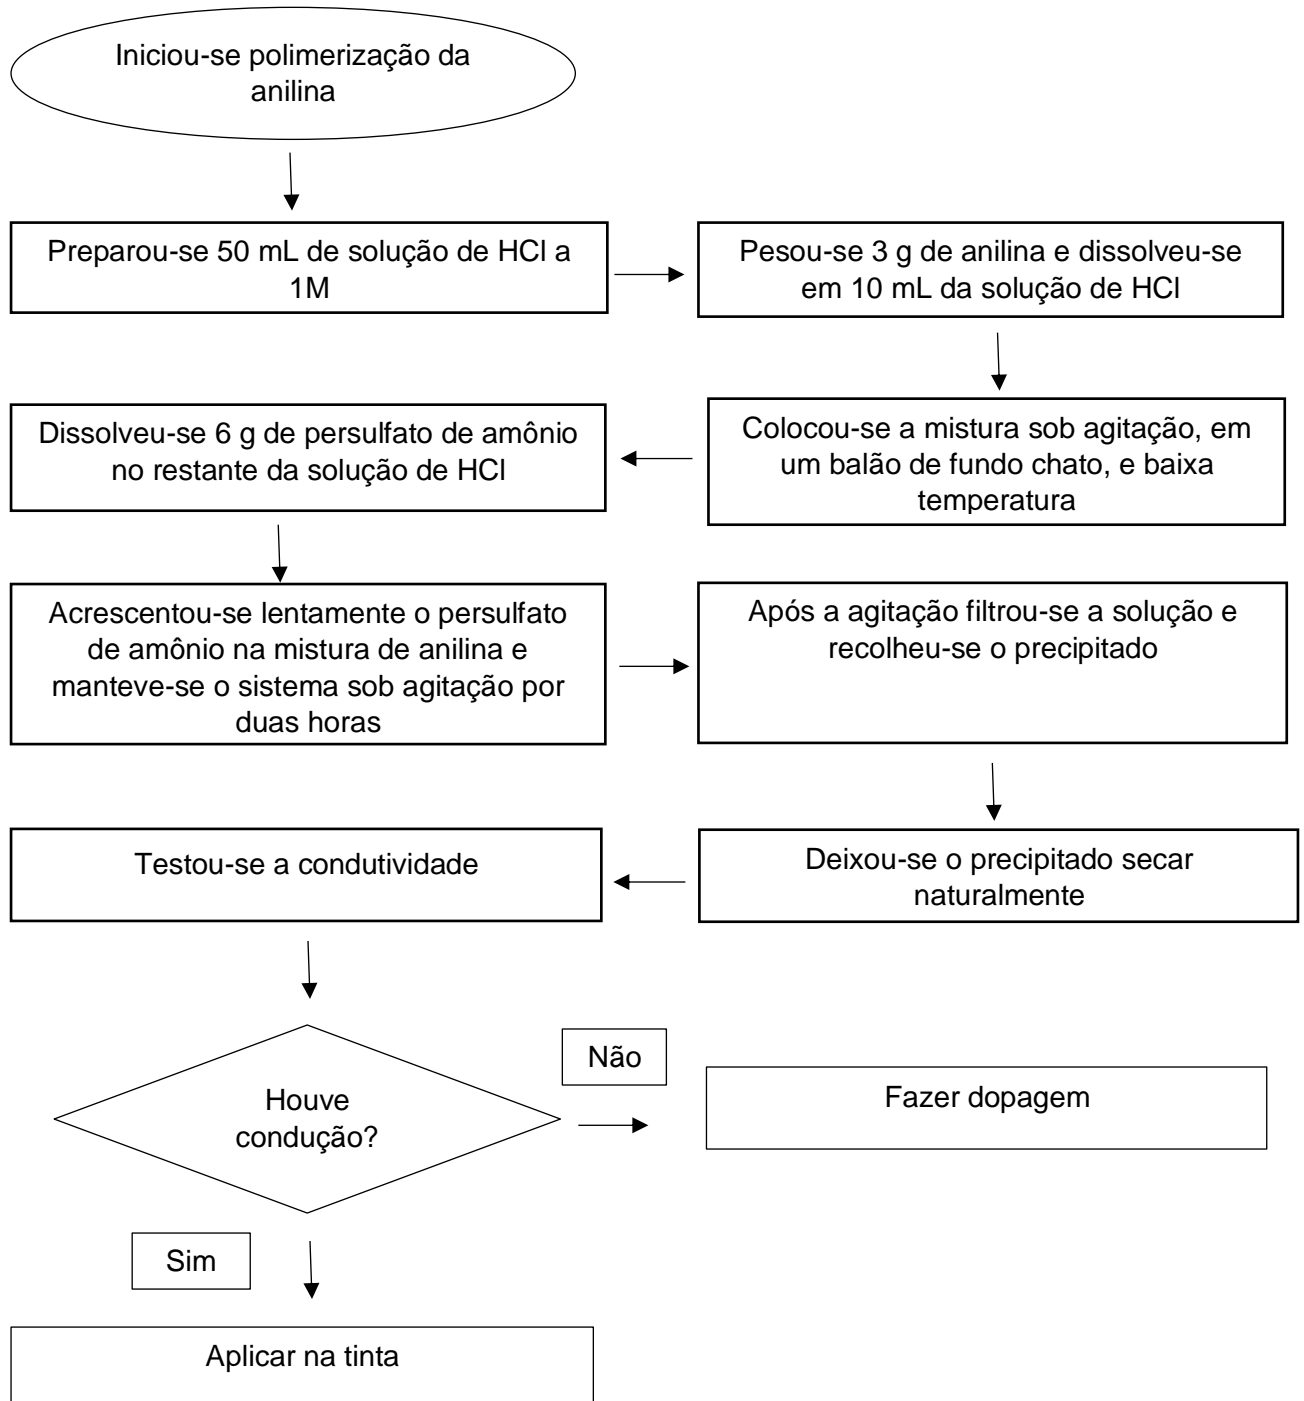 Iniciou-se polimerização da
anilina
Preparou-se 50 mL de solução de HCl a
1M
Pesou-se 3 g de anilina e dissolveu-se
em 10 mL da solução de HCl
Colocou-se a mistura sob agitação, em
um balão de fundo chato, e baixa
temperatura
Dissolveu-se 6 g de persulfato de amônio
no restante da solução de HCl
Acrescentou-se lentamente o persulfato
de amônio na mistura de anilina e
manteve-se o sistema sob agitação por
duas horas
Após a agitação filtrou-se a solução e
recolheu-se o precipitado
Deixou-se o precipitado secar
naturalmente
Testou-se a condutividade
Houve
condução?
Não
Fazer dopagem
Sim
Aplicar na tinta